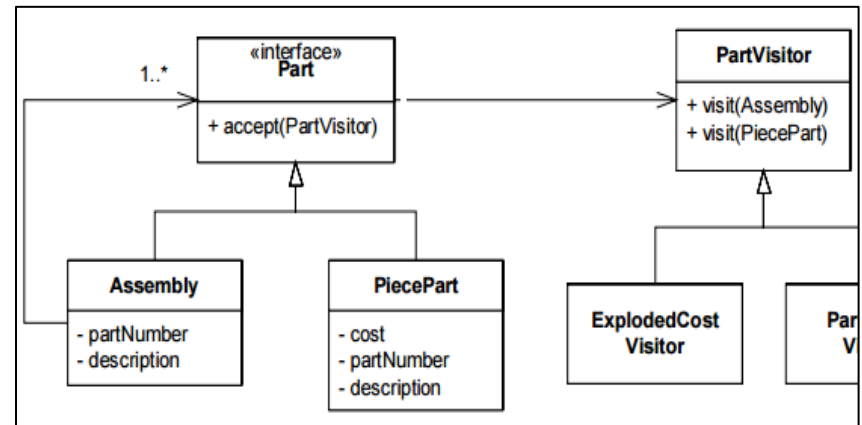 «interface»
Part
+ accept(PartVisitor)
1..*
PartVisitor
+ visit(Assembly)
+ visit(PiecePart)
Assembly
- partNumber
- description
PiecePart
- cost
- partNumber
- description
ExplodedCost
Visitor
Par
V